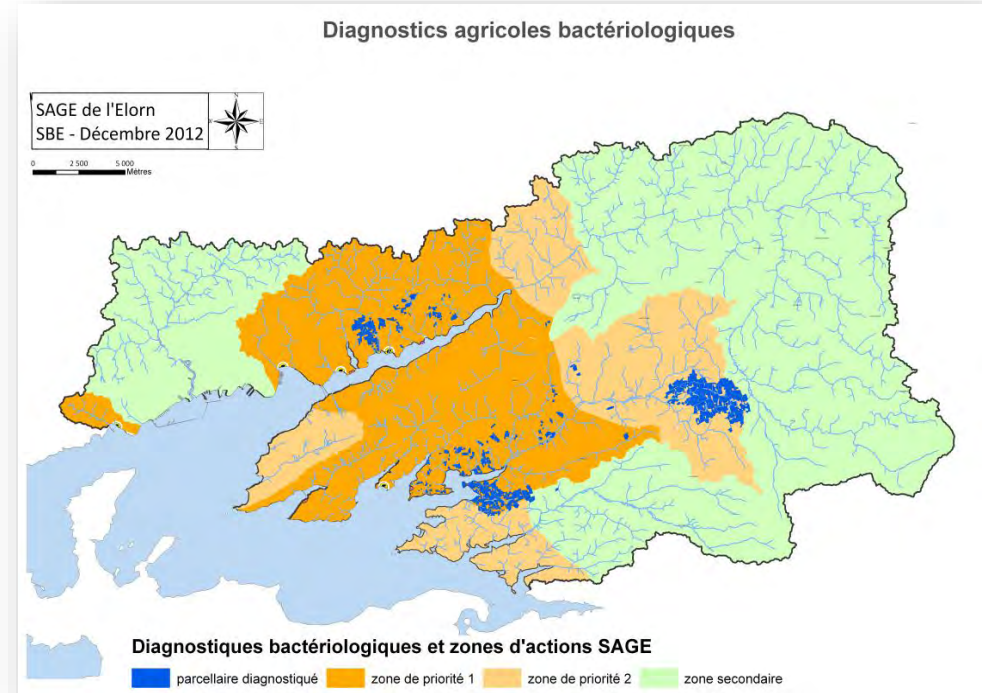 Diagnostics agricoles bactériologiques
SAGE de l'Elorn
SBE - Décembre 2012
0 2 500 5 000
Mètres
Diagnostiques bactériologiques et zones d'actions SAGE
parcellaire diagnostiqué zone de priorité 1 zone de priorité 2 zone secondaire